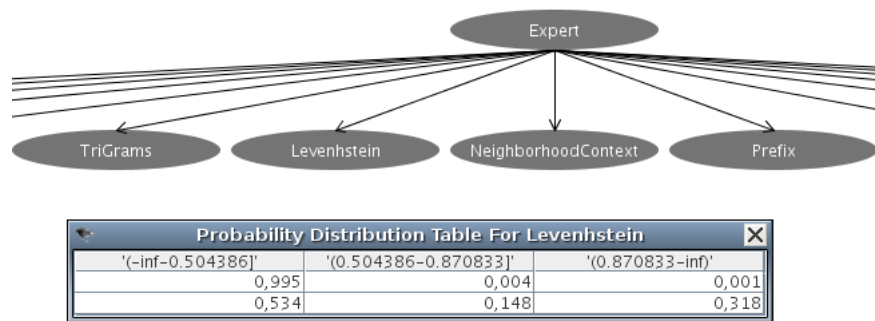 Expert
TriGrams Levenhstein NeighborhoodContext Prefix
Probability Distribution Table For Levenhstein
'(-inf-0.504386]' '(0.504386-0.870833]' '(0.870833-inf)'
0,995 0,004 0,001
0,534 0,148 0,318